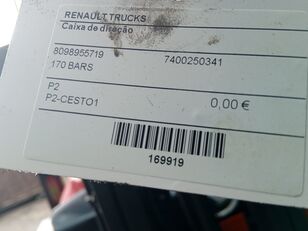 RENAULT TRUCKS
Caixa de direção
8098955719 7400250341
170 BARS
P2
P2-CESTO1 0,00 €
169919